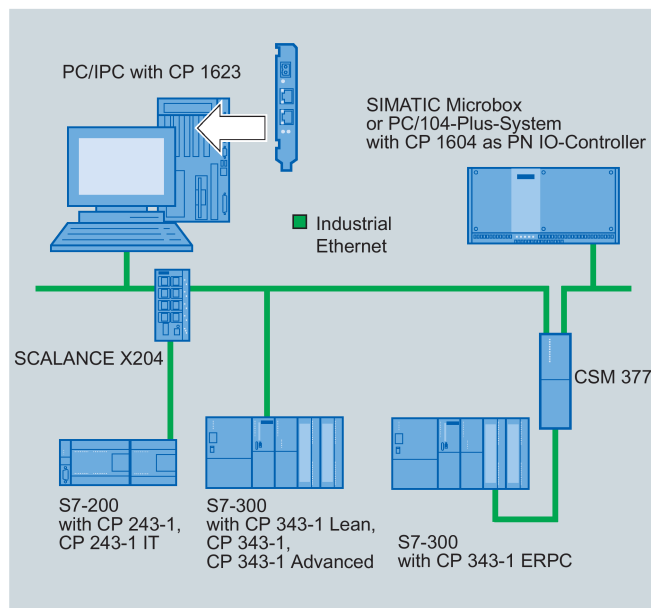 PC/IPC with CP 1623
SIMATIC Microbox
or PC/104-Plus-System
with CP 1604 as PN IO-Controller
Industrial
Ethernet
SCALANCE X204
CSM 377
S7-200
with CP 243-1,
CP 243-1 IT
S7-300
with CP 343-1 Lean,
CP 343-1,
CP 343-1 Advanced
S7-300
with CP 343-1 ERPC